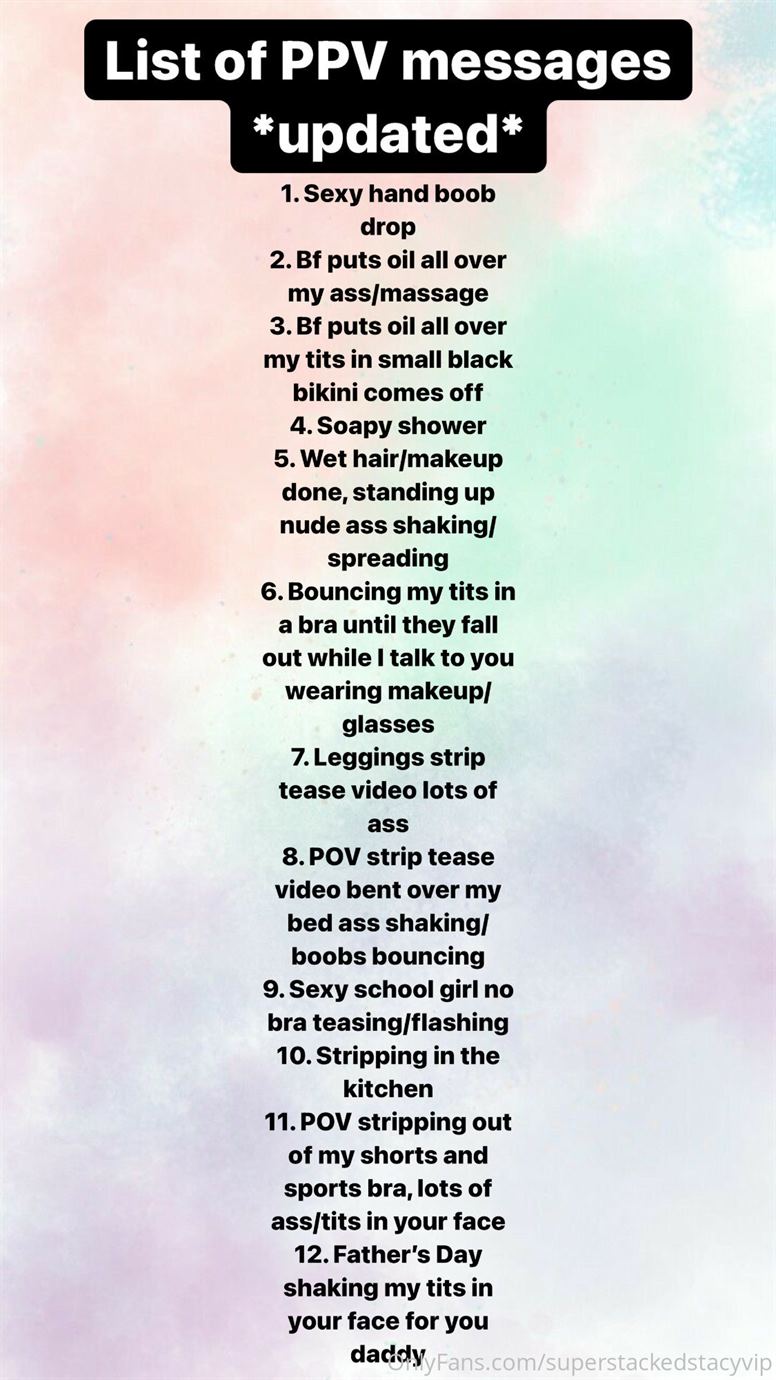 List of PPV messages
*updated*
1. Sexy hand boob
drop
2. Bf puts oil all over
my ass/massage
3. Bf puts oil all over
my tits in small black
bikini comes off
4. Soapy shower
5. Wet hair/makeup
done, standing up
nude ass shaking/
spreading
6. Bouncing my tits in
a bra until they fall
out while I talk to you
wearing makeup/
glasses
7. Leggings strip
tease video lots of
ass
8. POV strip tease
video bent over my
bed ass shaking/
boobs bouncing
9. Sexy school girl no
bra teasing/flashing
10. Stripping in the
kitchen
11. POV stripping out
of my shorts and
sports bra, lots of
ass/tits in your face
12. Father's Day
shaking my tits in
your face for you
daddy
OnlyFans.com/superstackedstacyvip